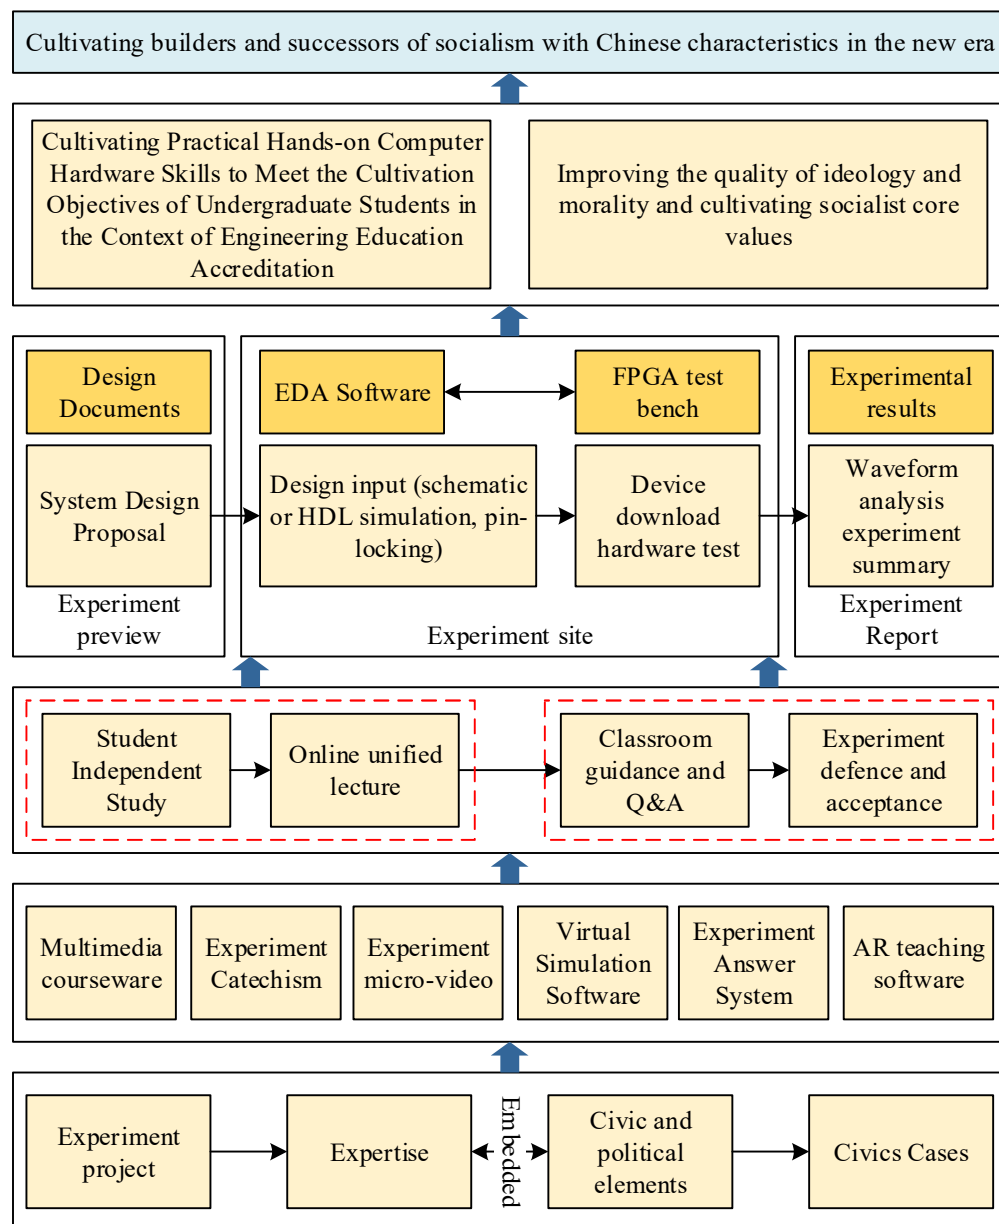 Cultivating builders and successors of socialism with Chinese characteristics in the new era
Cultivating Practical Hands-on Computer
Hardware Skills to Meet the Cultivation
Objectives of Undergraduate Students in
the Context of Engineering Education
Accreditation
Improving the quality of ideology and
morality and cultivating socialist core
values
Design
Documents
EDA Software
FPGA test
bench
Experimental
results
System Design
Proposal
Design input (schematic
or HDL simulation, pin-
locking)
Device
download
hardware test
Waveform
analysis
experiment
summary
Experiment
preview
Experiment site
Experiment
Report
Student
Independent
Study
Online unified
lecture
Classroom
guidance and
Q&A
Experiment
defence and
acceptance
Multimedia
courseware
Experiment
Catechism
Experiment
micro-video
Virtual
Simulation
Software
Experiment
Answer
System
AR teaching
software
Experiment
project
Expertise
Embedded
Civic and
political
elements
Civics Cases